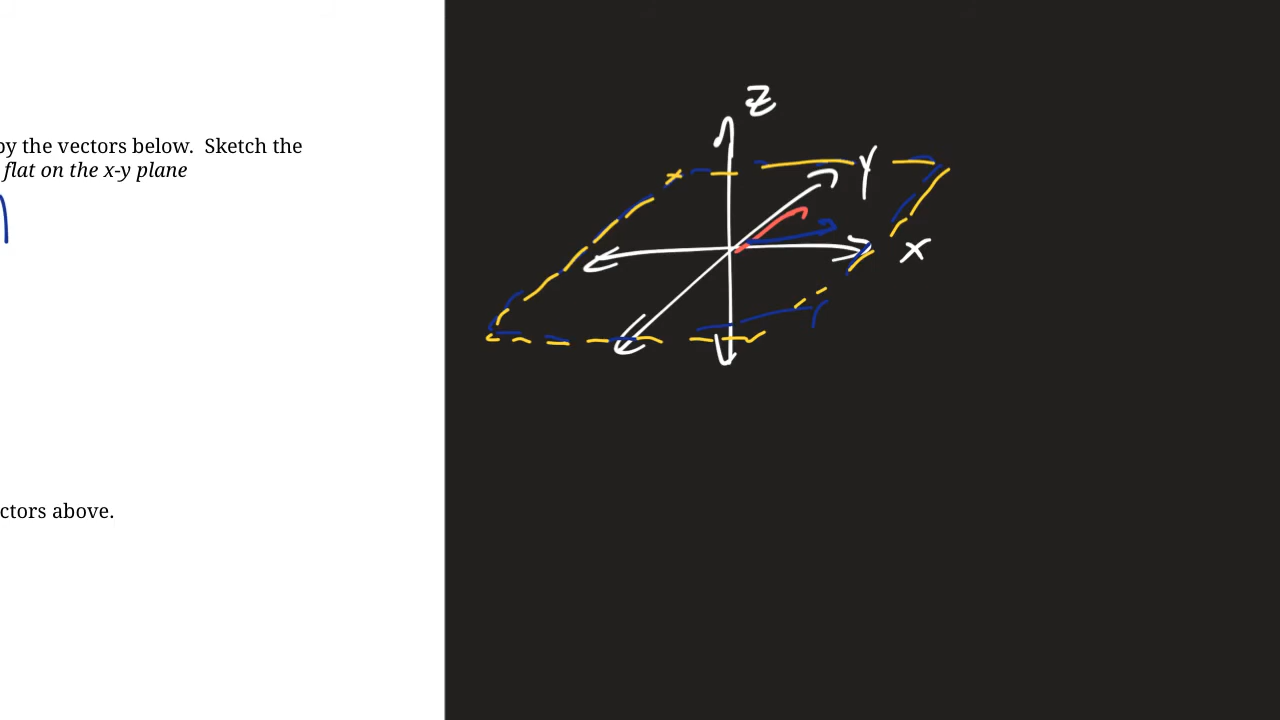 by the vectors below. Sketch the
flat on the x-y plane
ctors above.
z
Y
x